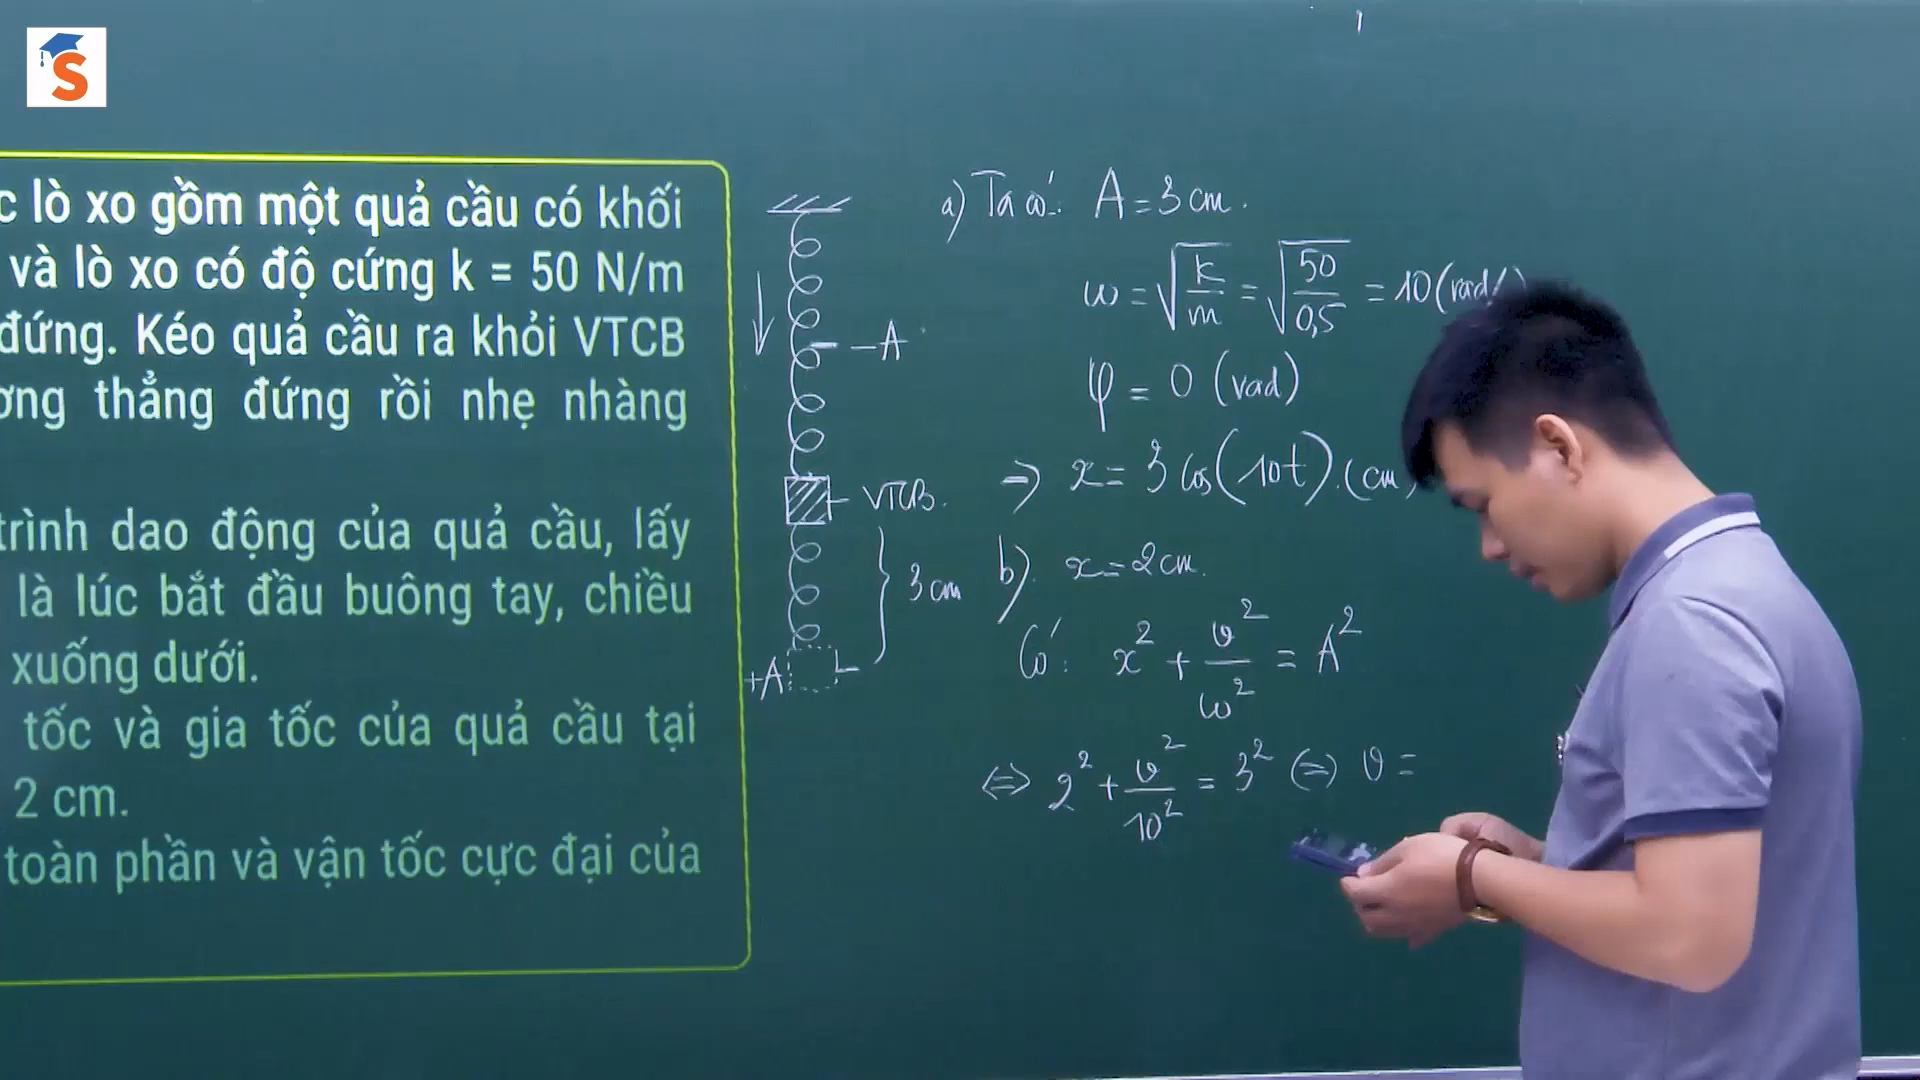 S
c lò xo gồm một quả cầu có khối
và lò xo có độ cứng k = 50 N/m
đứng. Kéo quả cầu ra khỏi VTCB
ơng thẳng đứng rồi nhẹ nhàng
trình dao động của quả cầu, lấy
là lúc bắt đầu buông tay, chiều
xuống dưới.
tốc và gia tốc của quả cầu tại
2 cm.
toàn phần và vận tốc cực đại của
-A
VTCB.
3 cm
+A
a) Ta có: A = 3 cm.
ω = √(k/m) = √(50/0,5) = 10 (rad/
φ = 0 (rad)
→ x = 3 cos(10t).(cm)
b). x = 2 cm.
Có: x² + v²/ω² = A²
⇔ 2² + v²/10² = 3² ⇔ v =